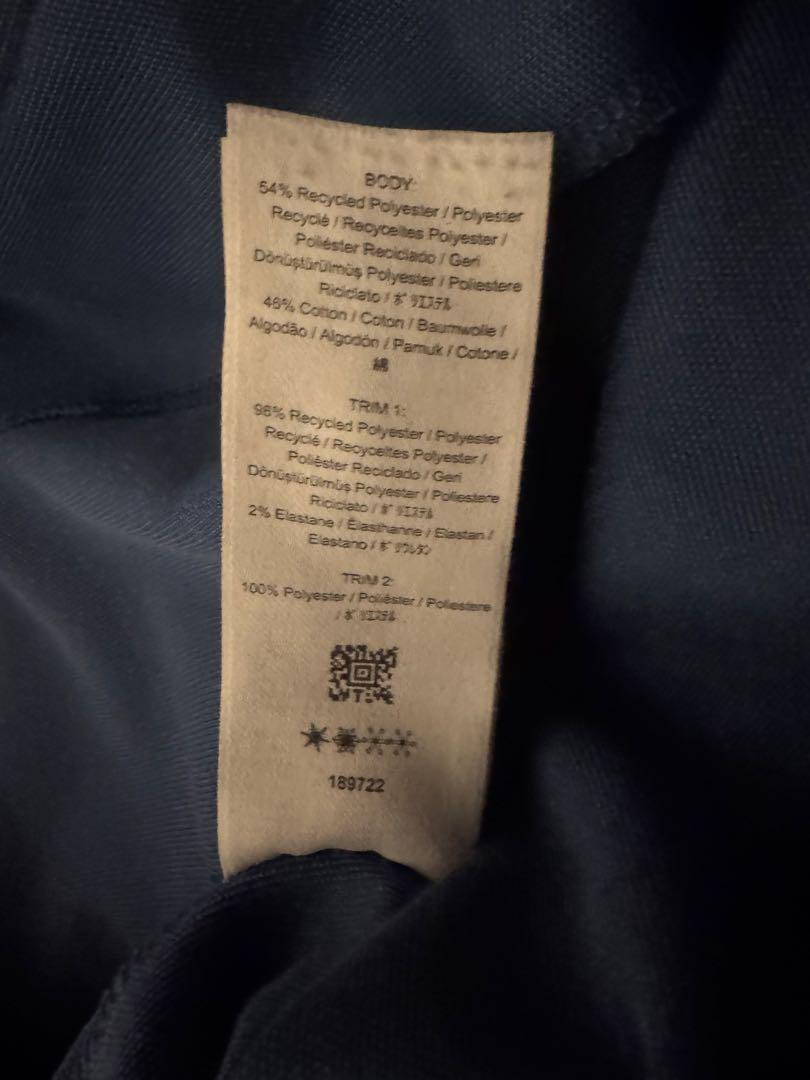 BODY:
54% Recycled Polyester / Polyester
Recyclé / Recyceltes Polyester /
Poliéster Reciclado / Geri
Dönüştürülmüş Polyester / Poliestere
Riciclato / ポリエステル
46% Cotton / Coton / Baumwolle /
Algodão / Algodón / Pamuk / Cotone /
綿
TRIM 1:
98% Recycled Polyester / Polyester
Recyclé / Recyceltes Polyester /
Poliéster Reciclado / Geri
Dönüştürülmüş Polyester / Poliestere
Riciclato / ポリエステル
2% Elastane / Élasthanne / Elastan /
Elastano / ポリウレタン
TRIM 2:
100% Polyester / Poliéster / Poliestere
/ ポリエステル
189722